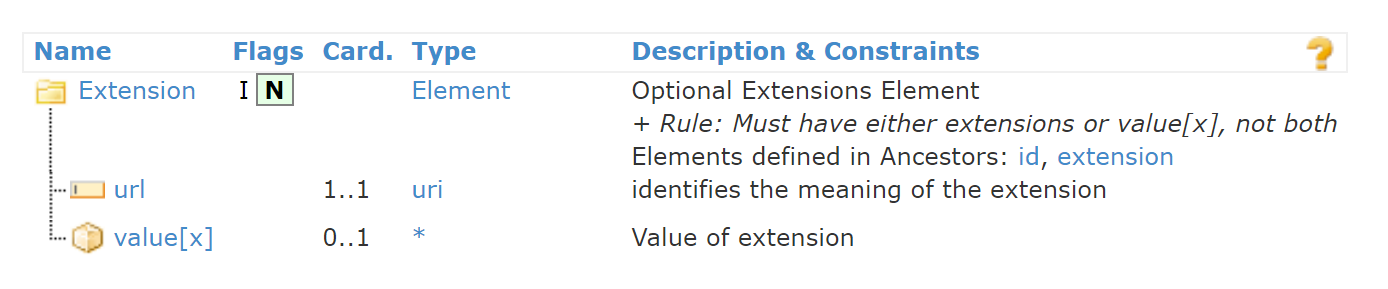 Name Flags Card. Type Description & Constraints ?
Extension I N Element Optional Extensions Element
+ Rule: Must have either extensions or value[x], not both
Elements defined in Ancestors: id, extension
url 1..1 uri identifies the meaning of the extension
value[x] 0..1 * Value of extension